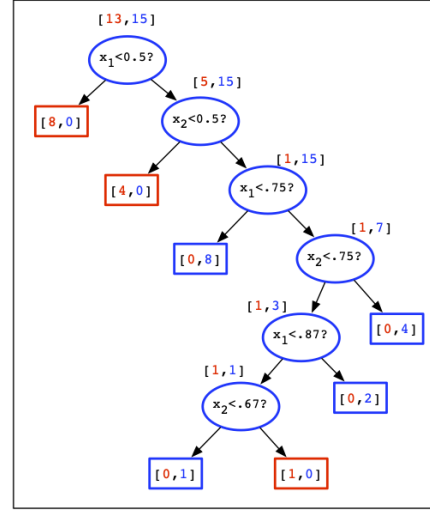 [13,15]
x1<0.5?
[5,15]
[8,0]
x2<0.5?
[1,15]
[4,0]
x1<.75?
[1,7]
[0,8]
x2<.75?
[1,3]
[0,4]
x1<.87?
[1,1]
[0,2]
x2<.67?
[0,1]
[1,0]